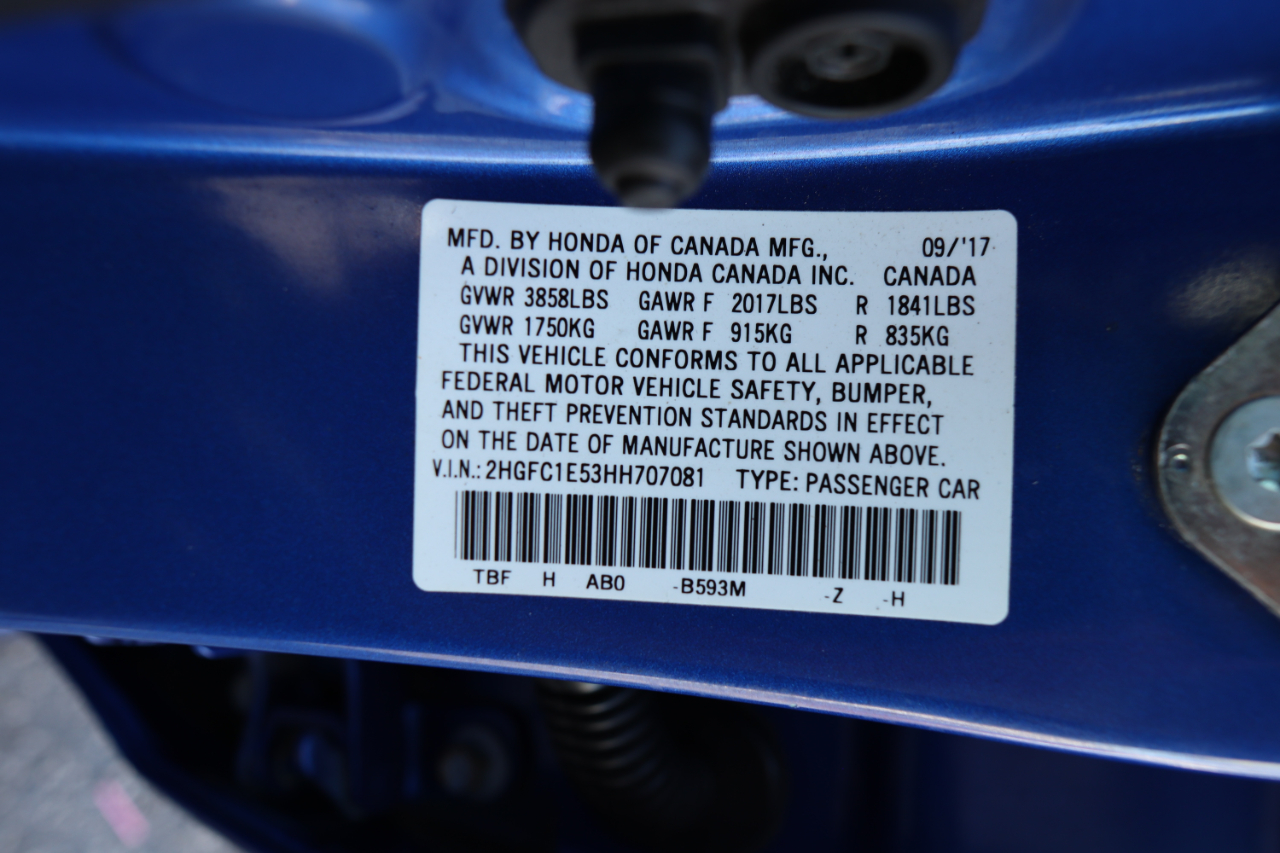 MFD. BY HONDA OF CANADA MFG., 09/'17
A DIVISION OF HONDA CANADA INC. CANADA
GVWR 3858LBS GAWR F 2017LBS R 1841LBS
GVWR 1750KG GAWR F 915KG R 835KG
THIS VEHICLE CONFORMS TO ALL APPLICABLE
FEDERAL MOTOR VEHICLE SAFETY, BUMPER,
AND THEFT PREVENTION STANDARDS IN EFFECT
ON THE DATE OF MANUFACTURE SHOWN ABOVE.
V.I.N.: 2HGFC1E53HH707081 TYPE: PASSENGER CAR
TBF H AB0 -B593M -Z -H